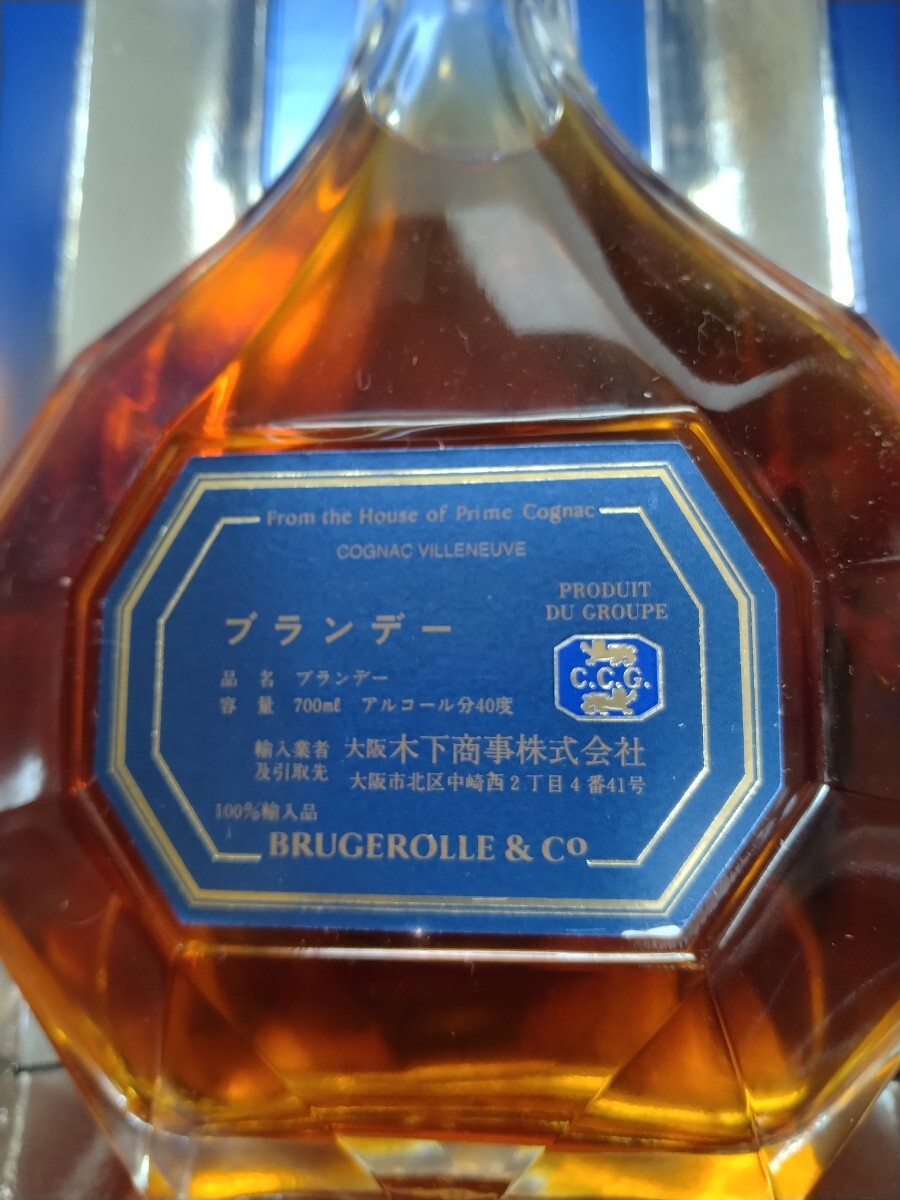 From the House of Prime Cognac
COGNAC VILLENEUVE
PRODUIT
DU GROUPE
C.C.G.
ブランデー
品名 ブランデー
容量 700ml アルコール分40度
輸入業者
及引取先
大阪木下商事株式会社
大阪市北区中崎西2丁目4番41号
100%輸入品
BRUGEROLLE & Co